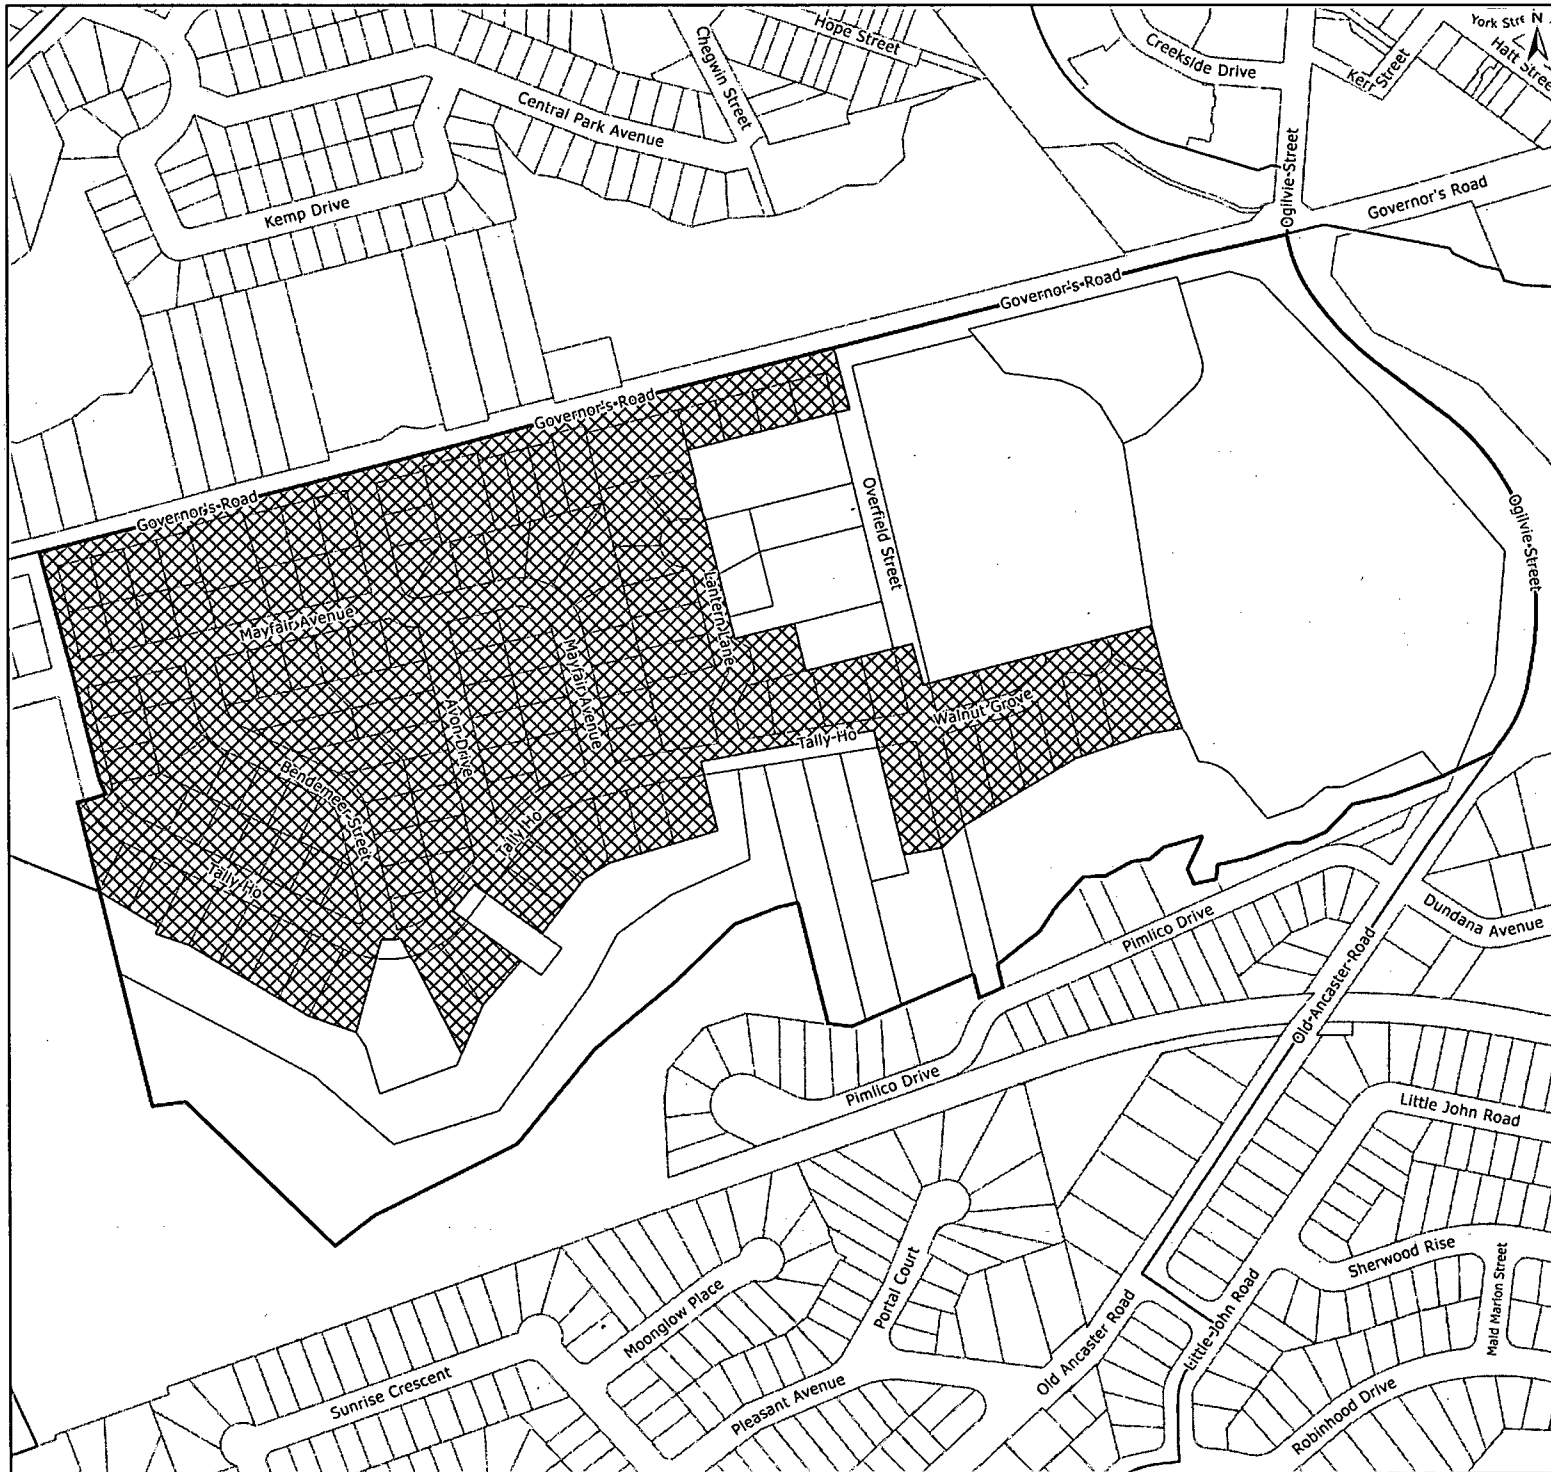 Hope Street
Chegwin Street
Creekside Drive
York Stre
N
Hatt Stree
Kerr Street
Central Park Avenue
Kemp Drive
Ogilvie Street
Governor's Road
Governor's Road
Governor's Road
Governor's Road
Overfield Street
Ogilvie Street
Lantern Lane
Mayfair Avenue
Mayfair Avenue
Avon Drive
Walnut Grove
Tally Ho
Bendemeer Street
Tally Ho
Tally Ho
Pimlico Drive
Dundana Avenue
Old Ancaster Road
Pimlico Drive
Little John Road
Sherwood Rise
Maid Marion Street
Portal Court
Moonglow Place
Little John Road
Old Ancaster Road
Sunrise Crescent
Pleasant Avenue
Robinhood Drive